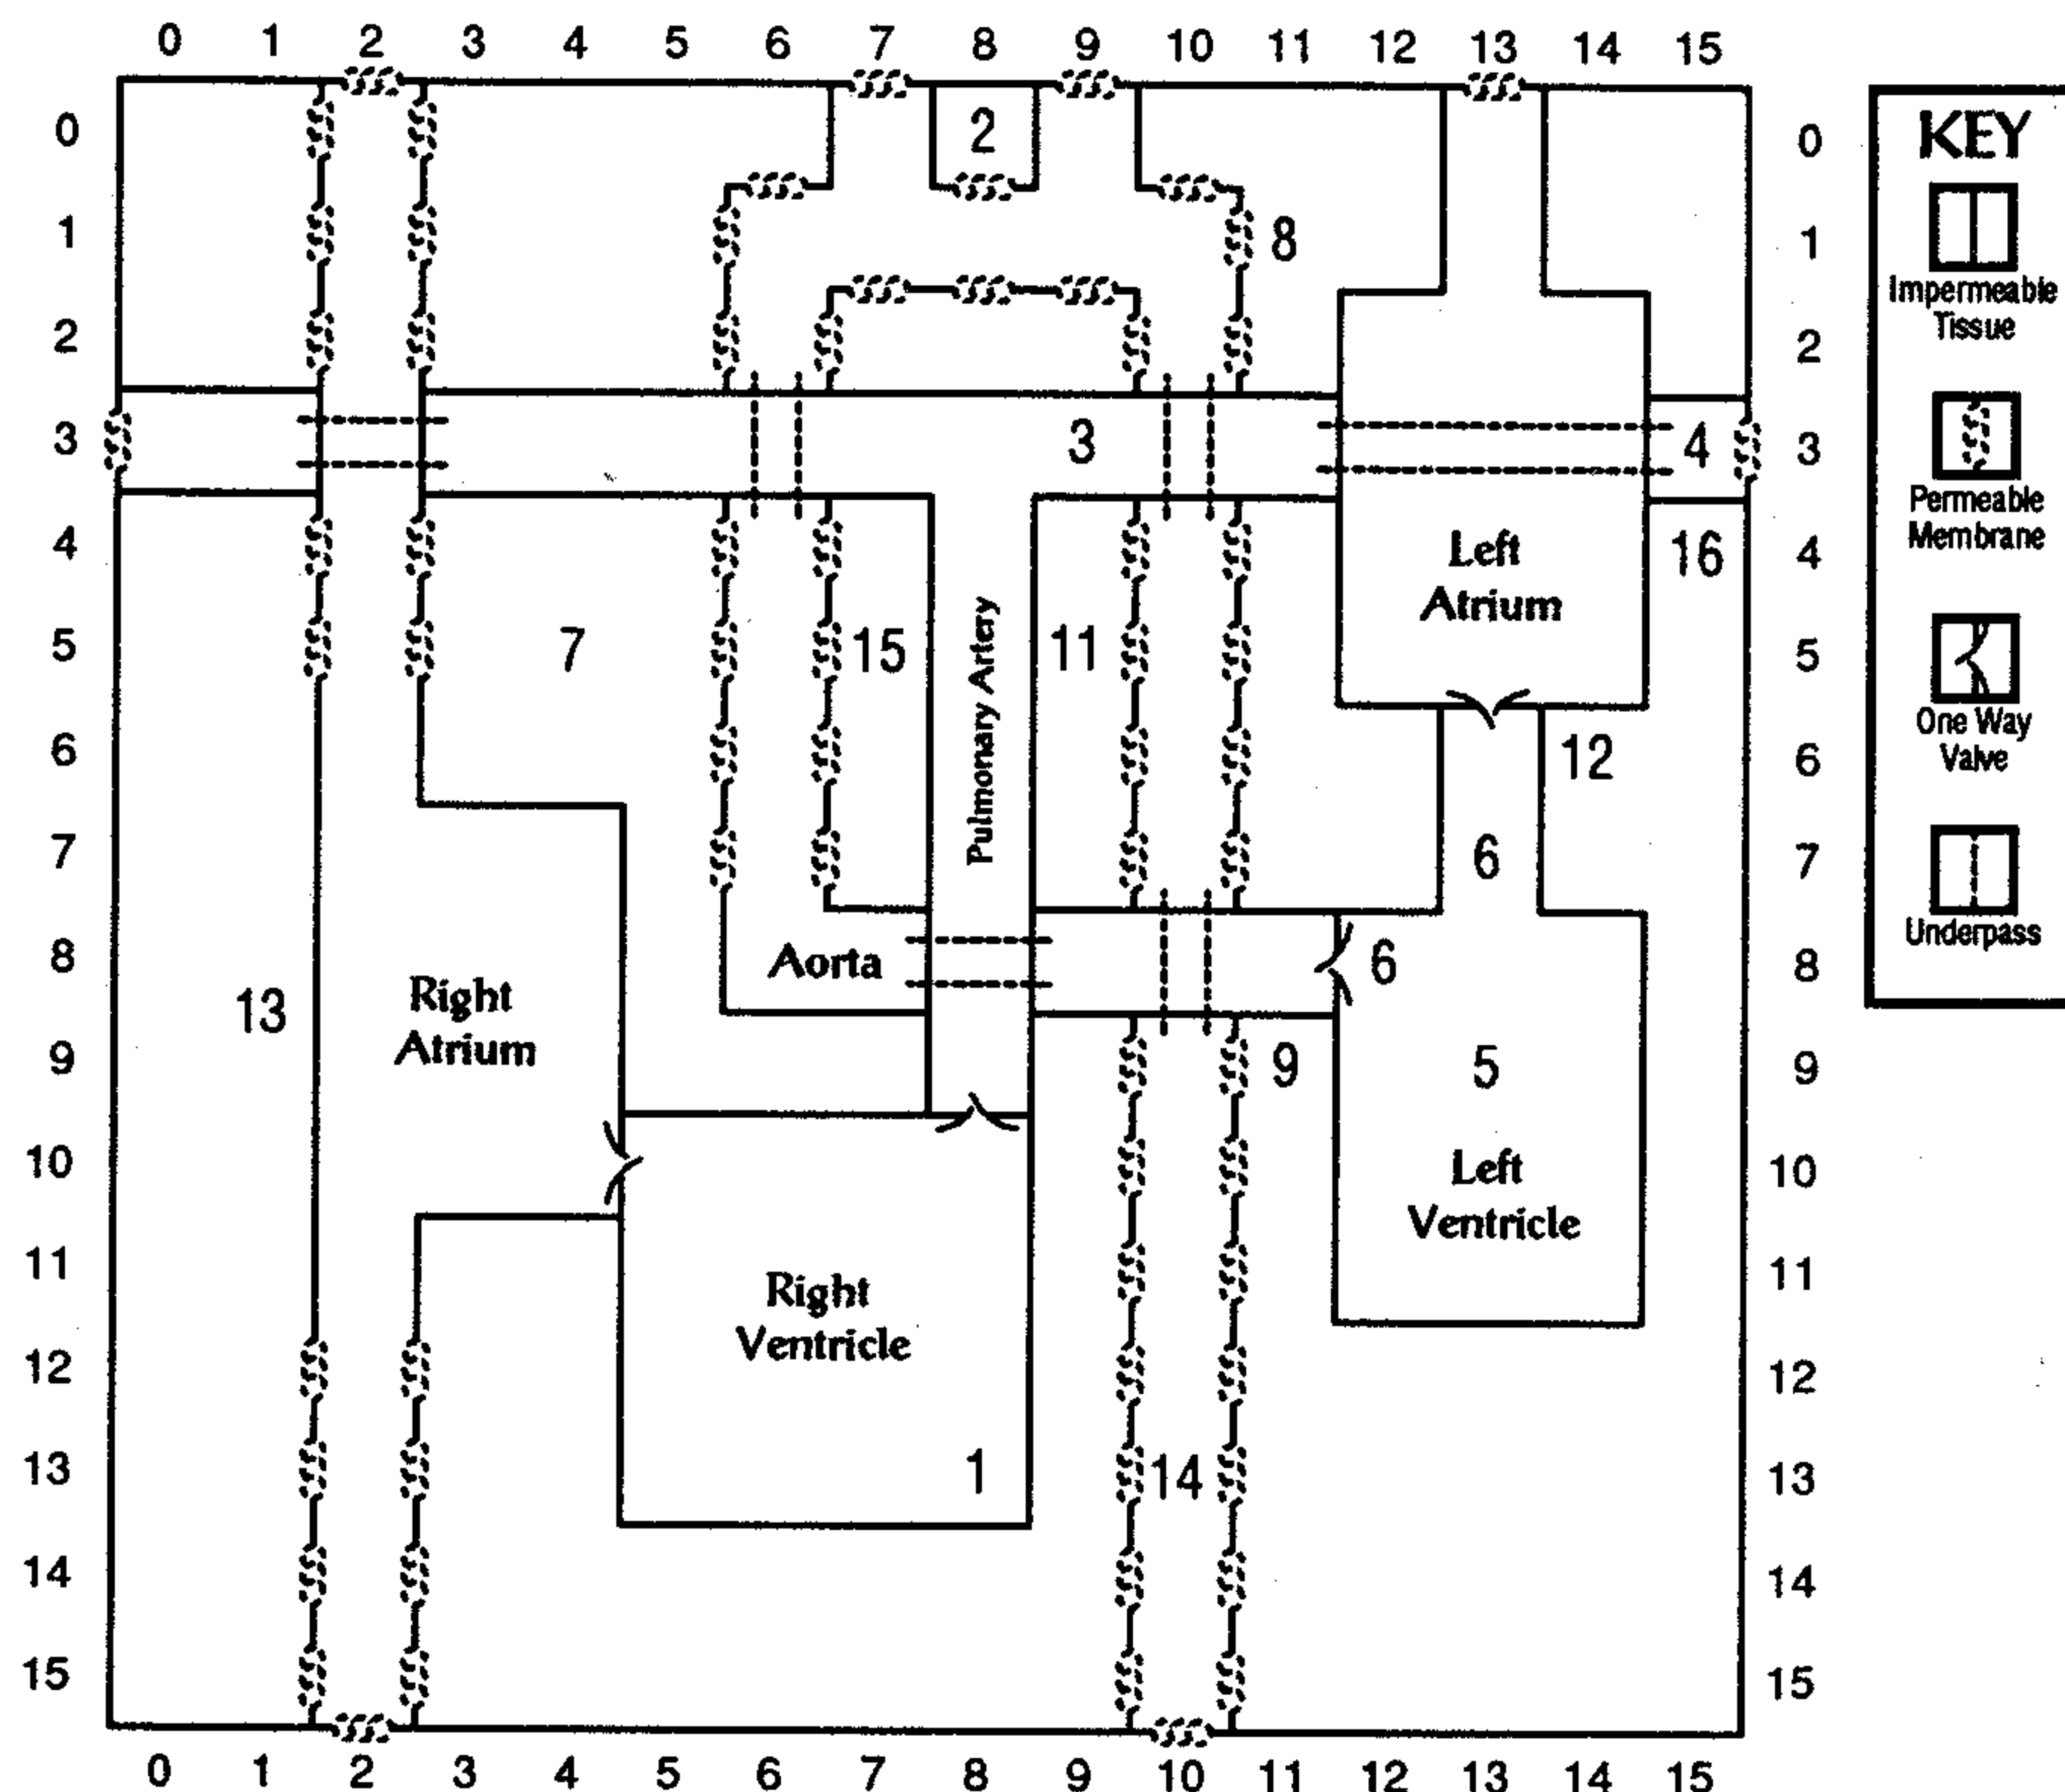 0 1 2 3 4 5 6 7 8 9 10 11 12 13 14 15
0 2 0
1 8 1
2 2
3 3 4 3
4 Left 16 4
Atrium
5 7 15 Pulmonary Artery 11 5
6 12 6
7 6 7
8 Aorta 6 8
13 Right
Atrium
9 9 5 9
10 Left 10
Ventricle
11 Right 11
Ventricle
12 12
13 1 14 13
14 14
15 15
0 1 2 3 4 5 6 7 8 9 10 11 12 13 14 15
KEY
Impermeable
Tissue
Permeable
Membrane
One Way
Valve
Underpass